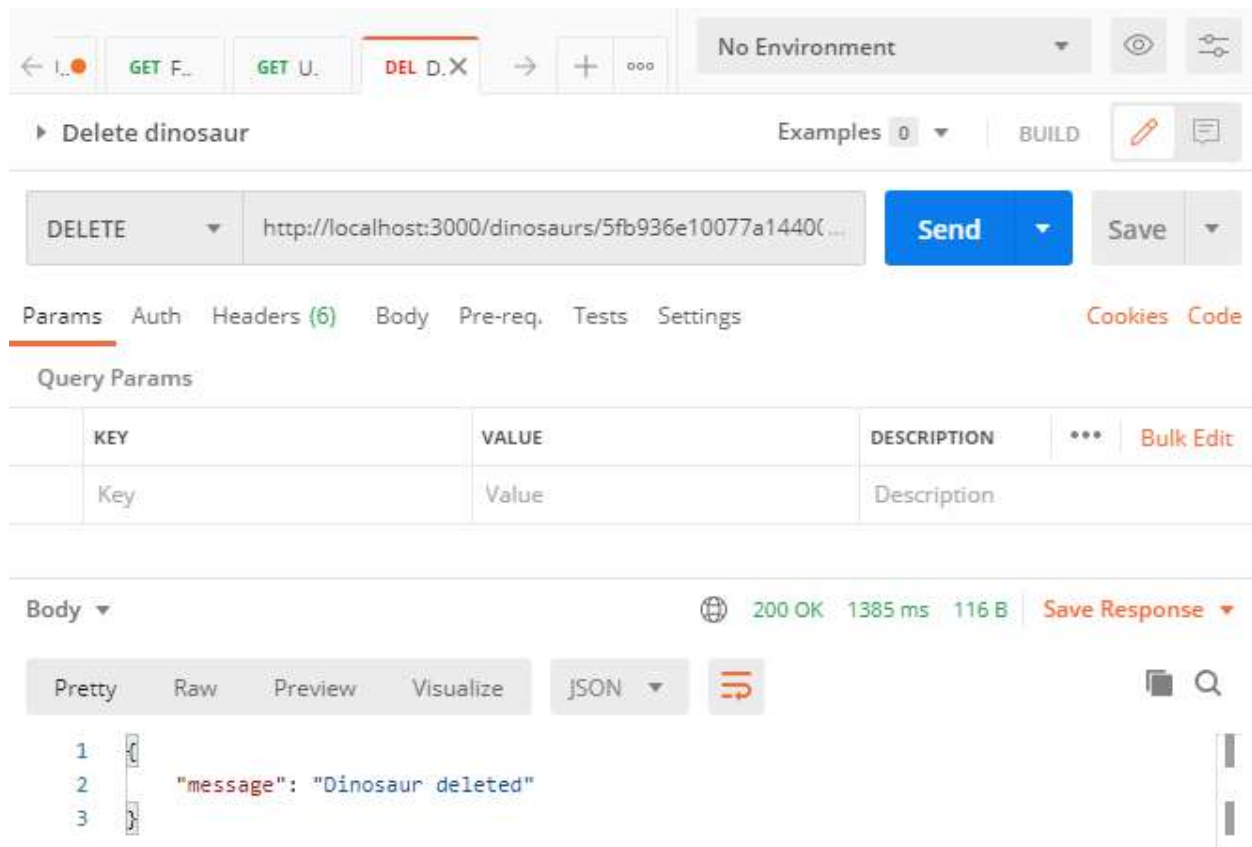 GET F... GET U. DEL D. No Environment
Delete dinosaur Examples 0 BUILD
DELETE http://localhost:3000/dinosaurs/5fb936e10077a1440(... Send Save
Params Auth Headers (6) Body Pre-req. Tests Settings Cookies Code
Query Params
KEY VALUE DESCRIPTION Bulk Edit
Key Value Description
Body 200 OK 1385 ms 116 B Save Response
Pretty Raw Preview Visualize JSON
1 {
2 "message": "Dinosaur deleted"
3 }